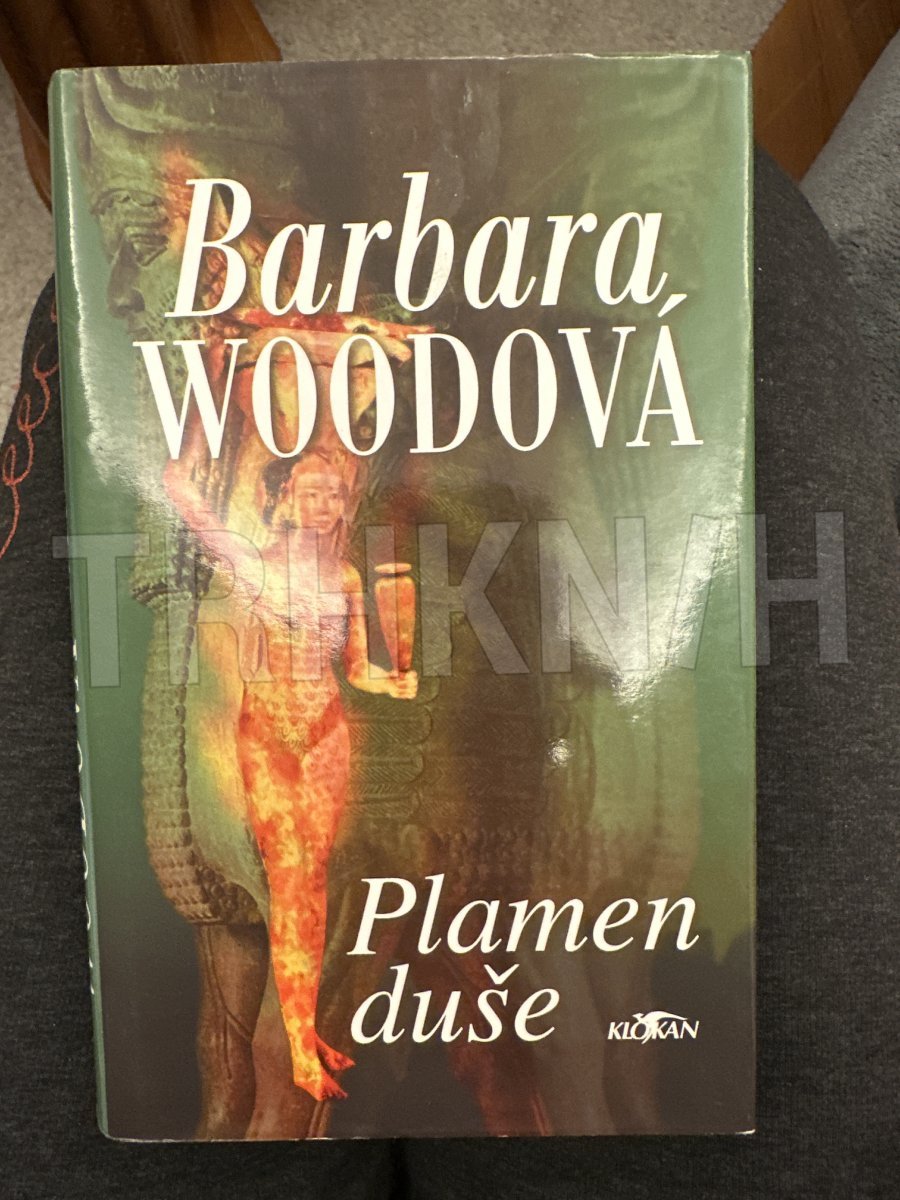 Barbara
WOODOVÁ
TRHKNIH
Plamen
duše
KLOKAN